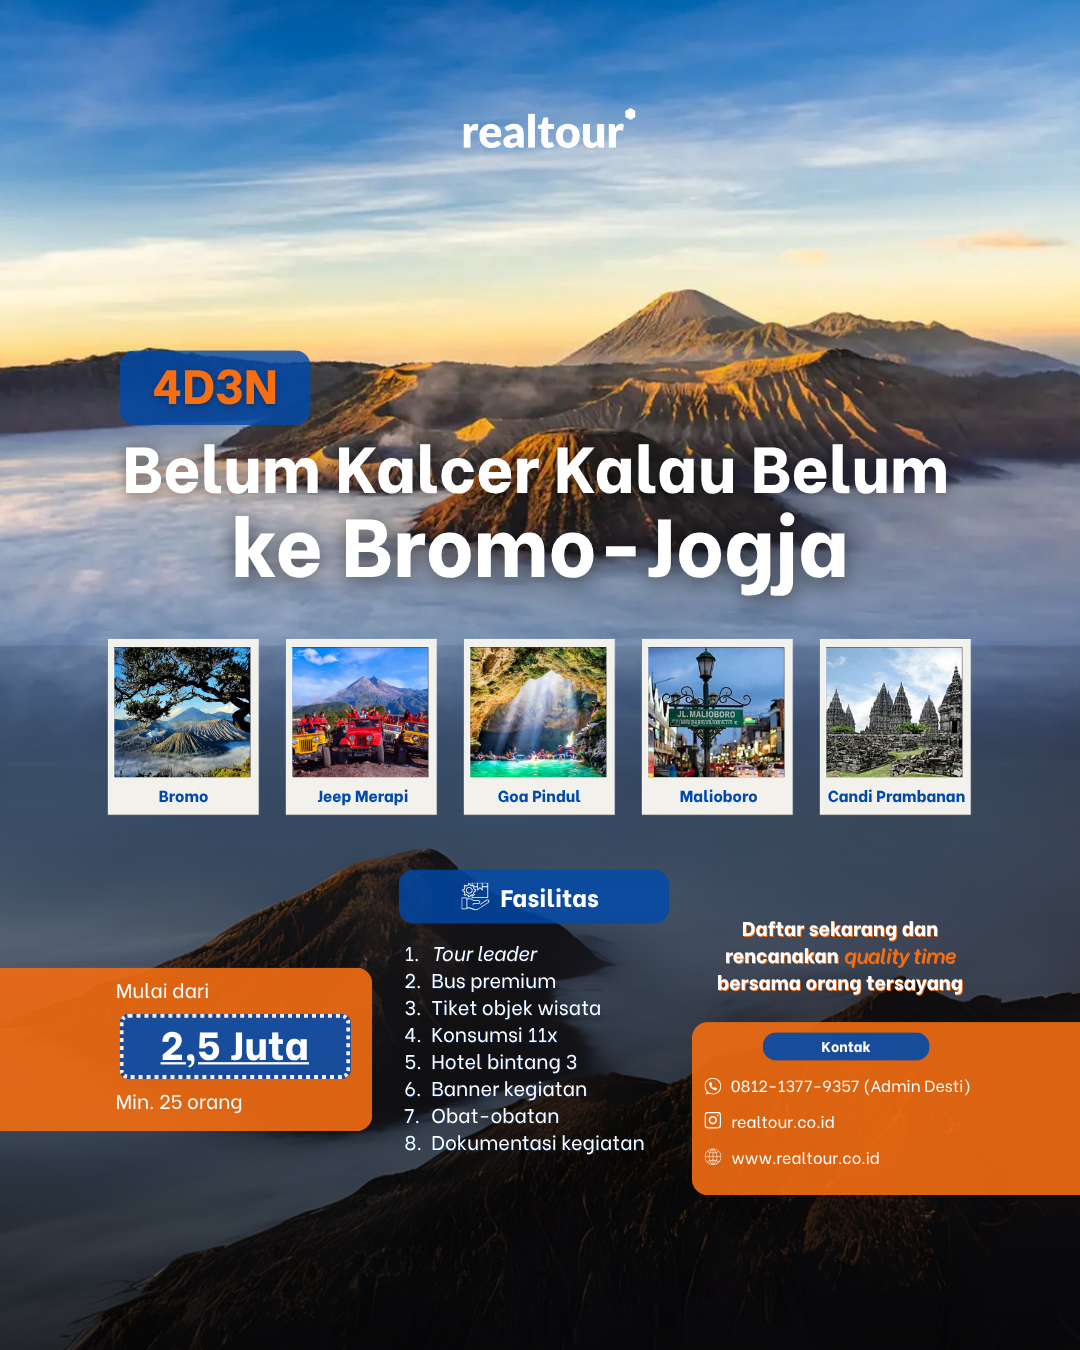 realtour
4D3N
Belum Kalcer Kalau Belum
ke Bromo-Jogja
Bromo
Jeep Merapi
Goa Pindul
JL. MALIOBORO
Malioboro
Candi Prambanan
Fasilitas
1. Tour leader
2. Bus premium
3. Tiket objek wisata
4. Konsumsi 11x
5. Hotel bintang 3
6. Banner kegiatan
7. Obat-obatan
8. Dokumentasi kegiatan
Mulai dari
2,5 Juta
Min. 25 orang
Daftar sekarang dan
rencanakan quality time
bersama orang tersayang
Kontak
0812-1377-9357 (Admin Desti)
realtour.co.id
www.realtour.co.id